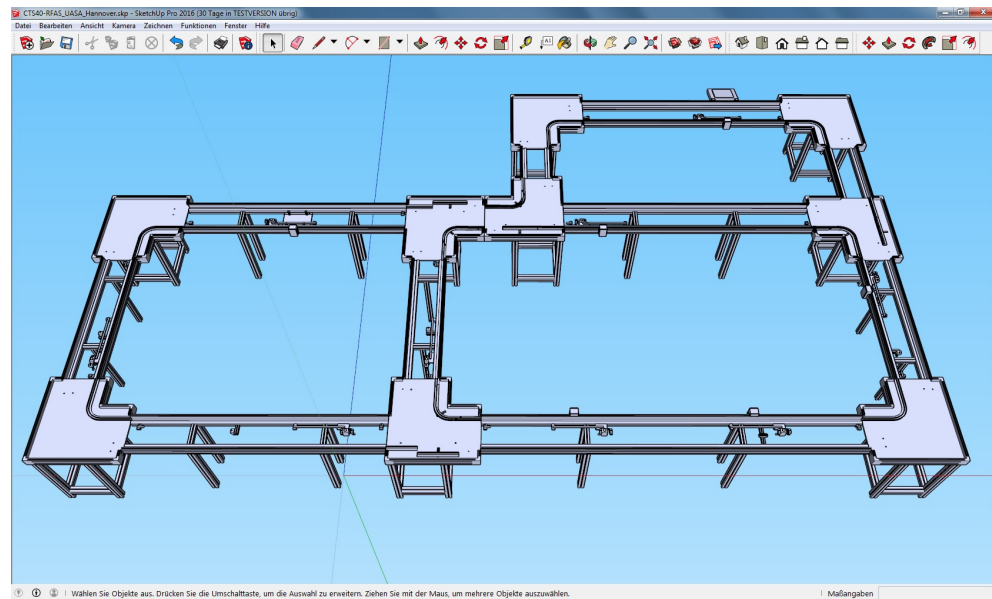 CTS40-RFAS_UASA_Hannover.skp - SketchUp Pro 2016 (30 Tage in TESTVERSION übrig)
Datei Bearbeiten Ansicht Kamera Zeichnen Funktionen Fenster Hilfe
A1
Wählen Sie Objekte aus. Drücken Sie die Umschalttaste, um die Auswahl zu erweitern. Ziehen Sie mit der Maus, um mehrere Objekte auszuwählen. Maßangaben